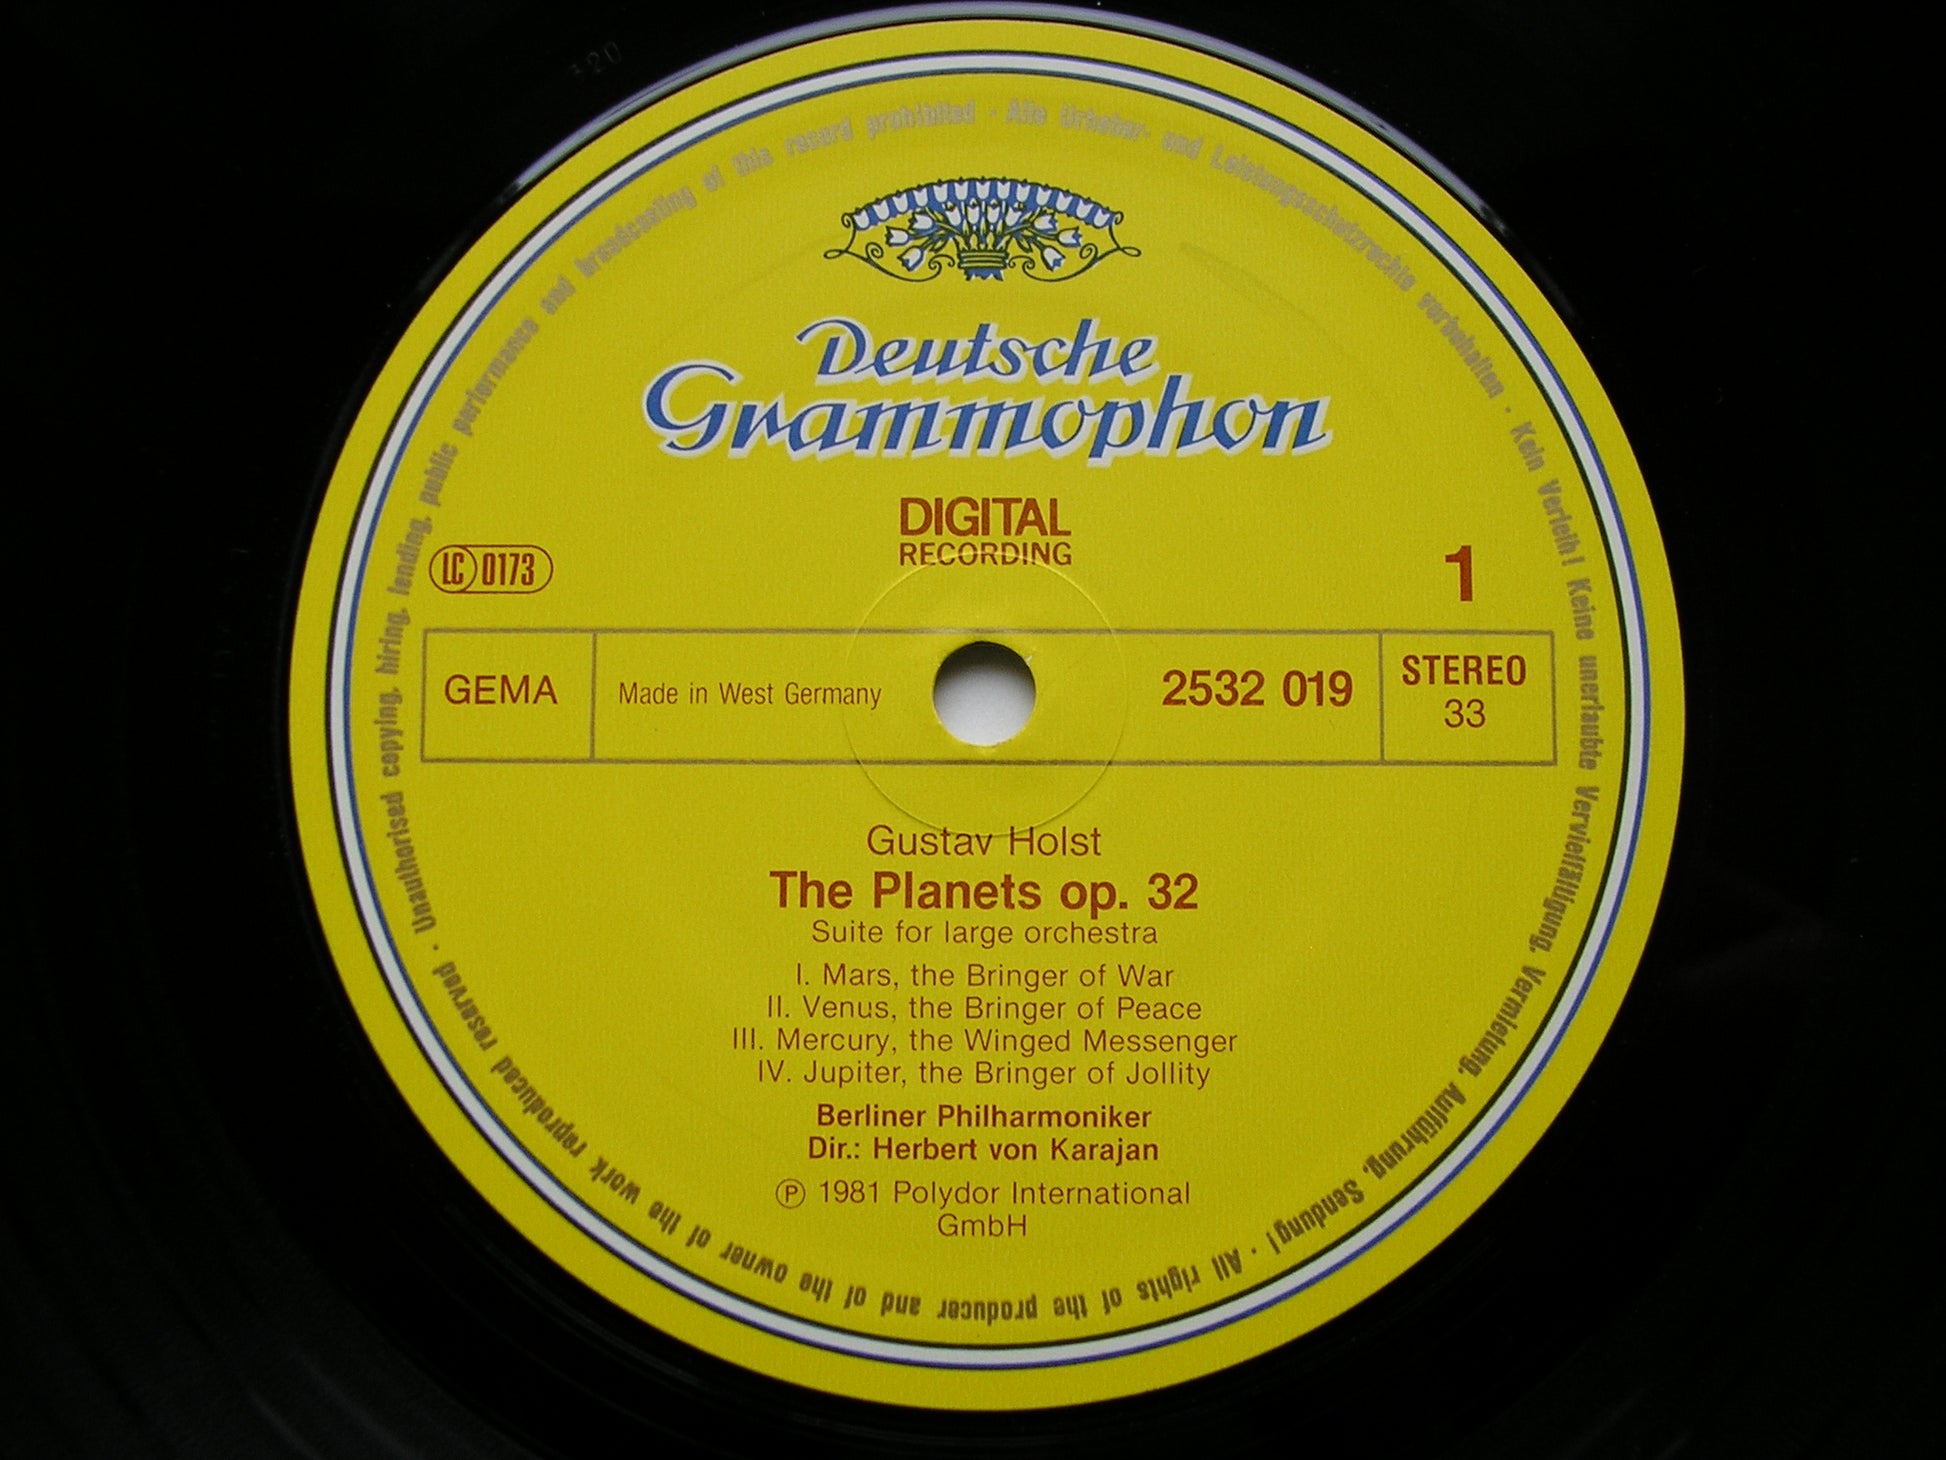 Deutsche
Grammophon
DIGITAL
RECORDING
LC 0173
1
GEMA
Made in West Germany
2532 019
STEREO
33
Gustav Holst
The Planets op. 32
Suite for large orchestra
I. Mars, the Bringer of War
II. Venus, the Bringer of Peace
III. Mercury, the Winged Messenger
IV. Jupiter, the Bringer of Jollity
Berliner Philharmoniker
Dir.: Herbert von Karajan
Ⓟ 1981 Polydor International
GmbH
Alle Urheber- und Leistungsschutzrechte vorbehalten · Kein Verleih! Keine unerlaubte Vervielfältigung, Vermietung, Aufführung, Sendung! · All rights of the producer and of the owner of the work reproduced reserved · Unauthorised copying, hiring, lending, public performance and broadcasting of this record prohibited ·